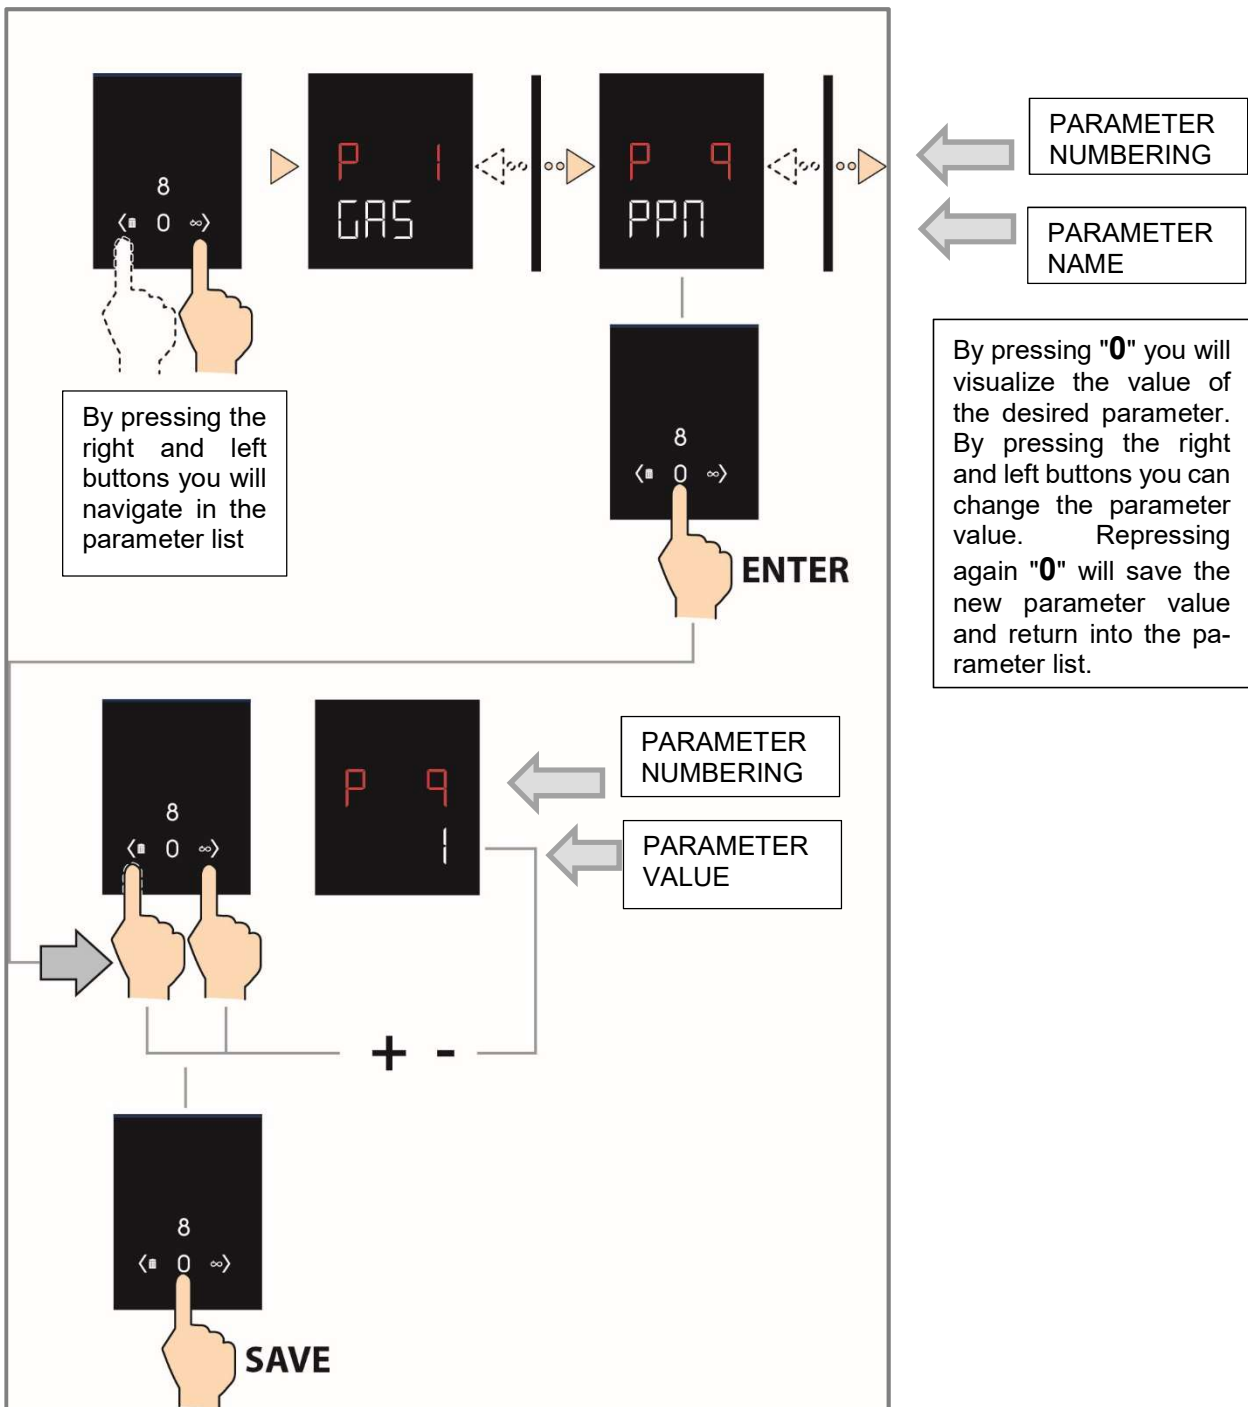 8
0 ∞
P 1
GAS
P 9
PPM
PARAMETER
NUMBERING
PARAMETER
NAME
By pressing the
right and left
buttons you will
navigate in the
parameter list
8
0 ∞
ENTER
By pressing "0" you will
visualize the value of
the desired parameter.
By pressing the right
and left buttons you can
change the parameter
value. Repressing
again "0" will save the
new parameter value
and return into the pa-
rameter list.
8
0 ∞
P 9
1
PARAMETER
NUMBERING
PARAMETER
VALUE
+ -
8
0 ∞
SAVE